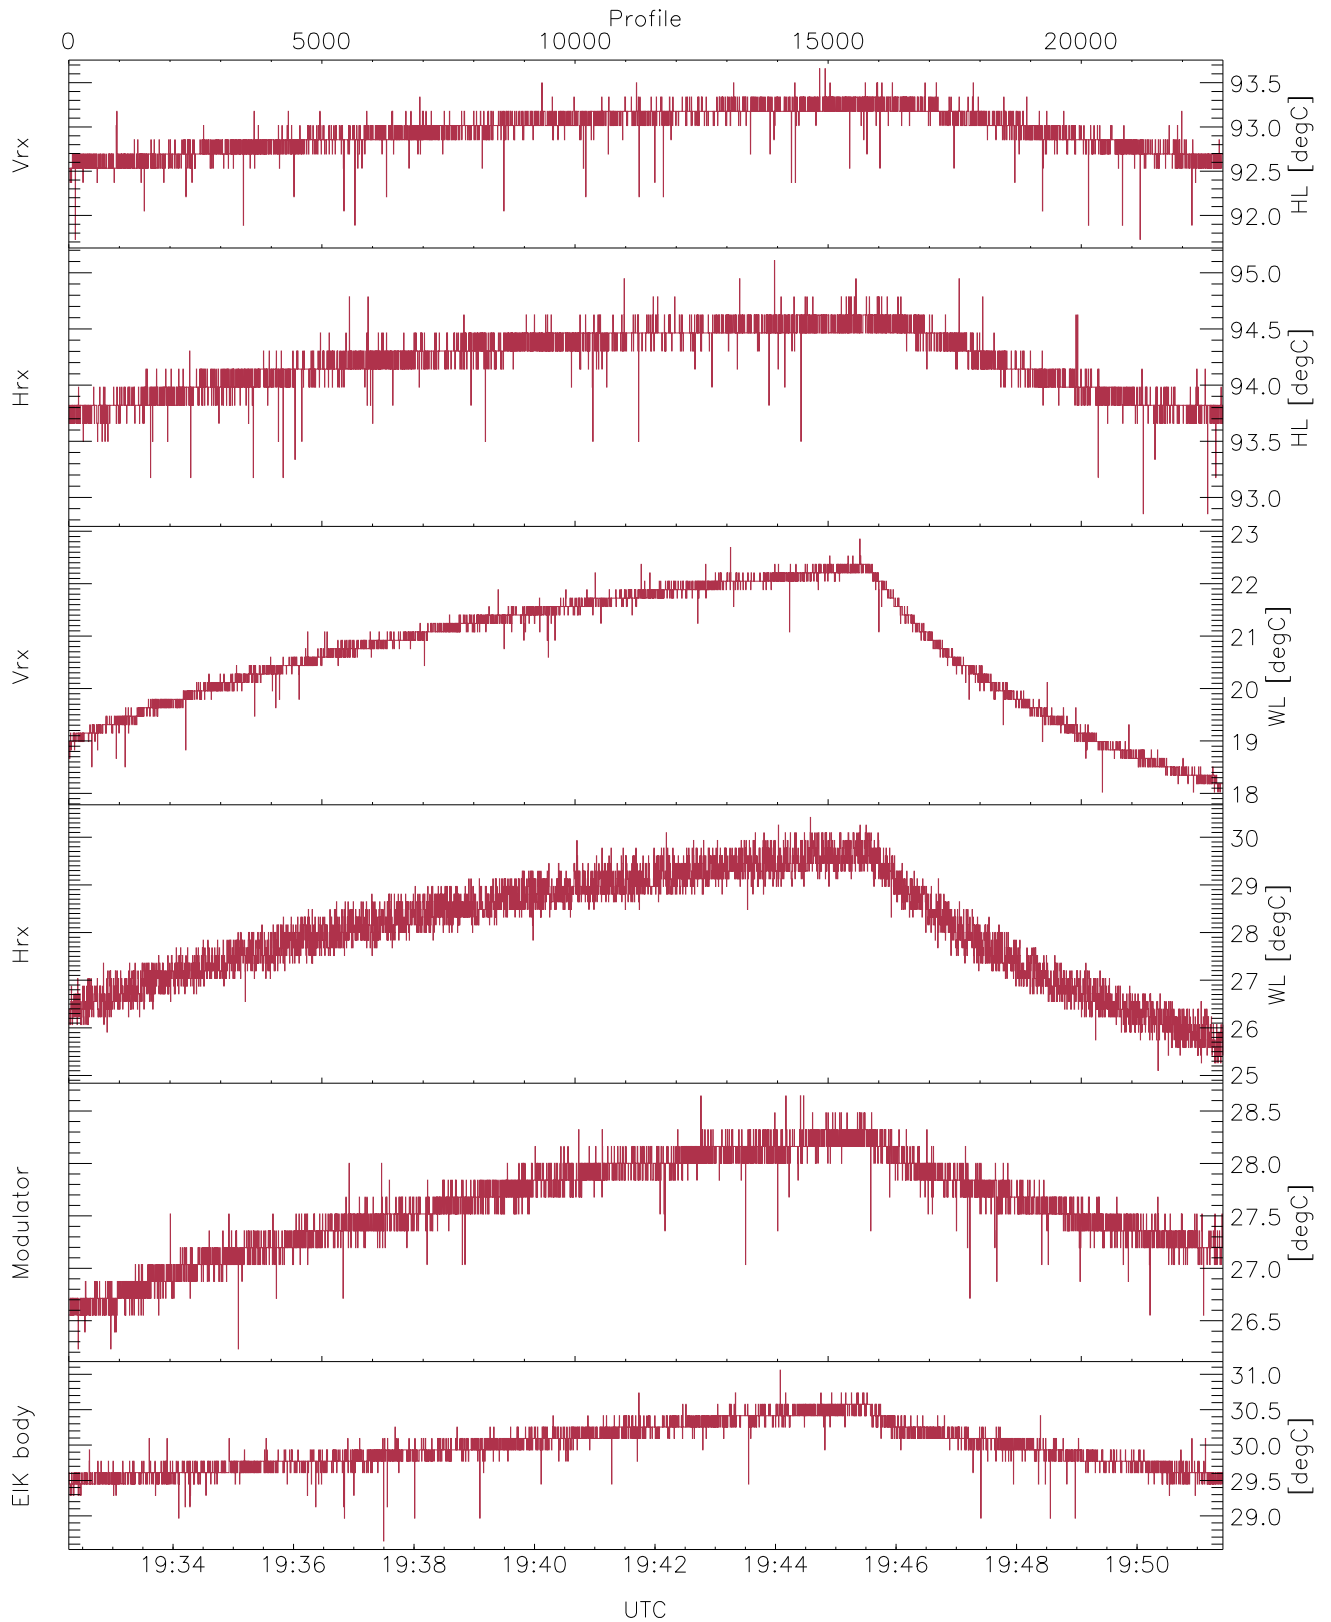 Profile
0 5000 10000 15000 20000
Vrx
93.5
93.0
92.5
92.0
HL [degC]
Hrx
95.0
94.5
94.0
93.5
93.0
HL [degC]
Vrx
23
22
21
20
19
18
WL [degC]
Hrx
30
29
28
27
26
25
WL [degC]
Modulator
28.5
28.0
27.5
27.0
26.5
[degC]
EIK body
31.0
30.5
30.0
29.5
29.0
[degC]
19:34 19:36 19:38 19:40 19:42 19:44 19:46 19:48 19:50
UTC